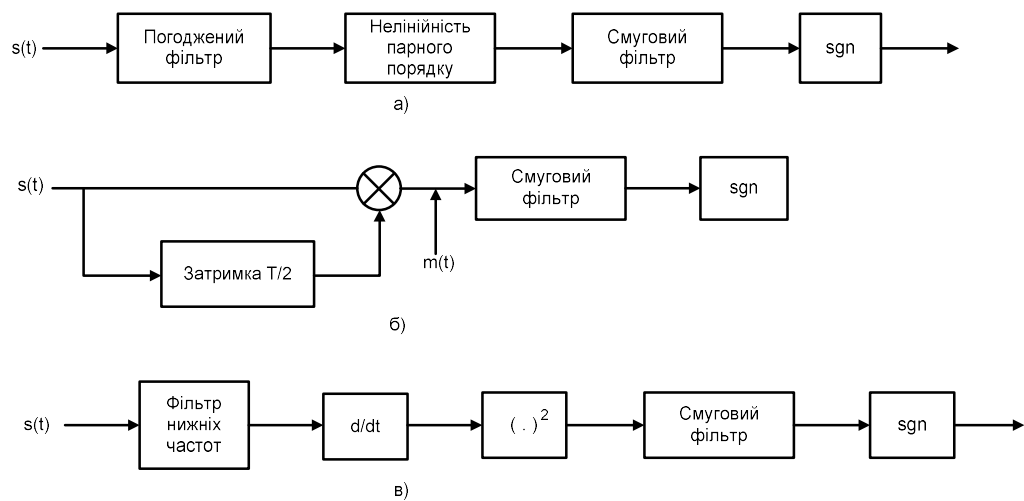 s(t)
Погоджений
фільтр
Нелінійність
парного
порядку
Смуговий
фільтр
sgn
а)
s(t)
Смуговий
фільтр
sgn
Затримка T/2
m(t)
б)
s(t)
Фільтр
нижніх
частот
d/dt
( . )²
Смуговий
фільтр
sgn
в)